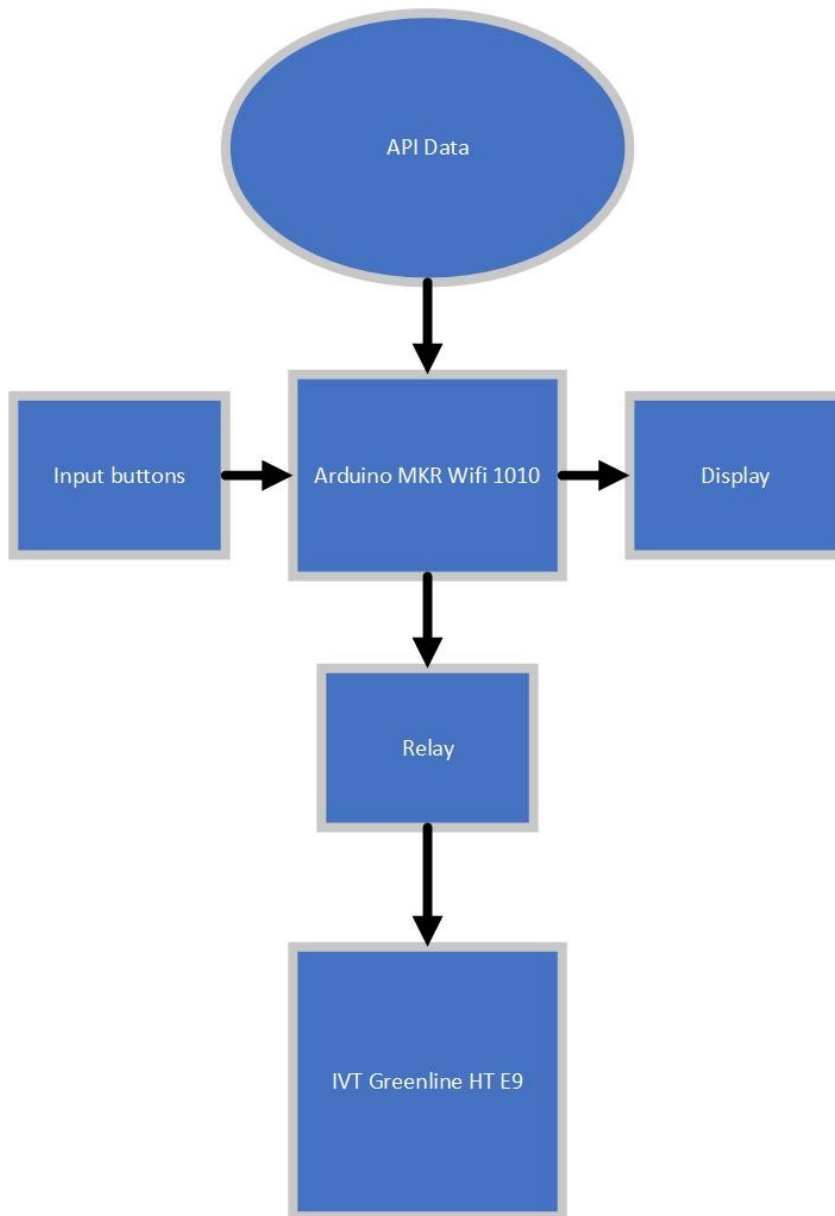 API Data
Input buttons
Arduino MKR Wifi 1010
Display
Relay
IVT Greenline HT E9